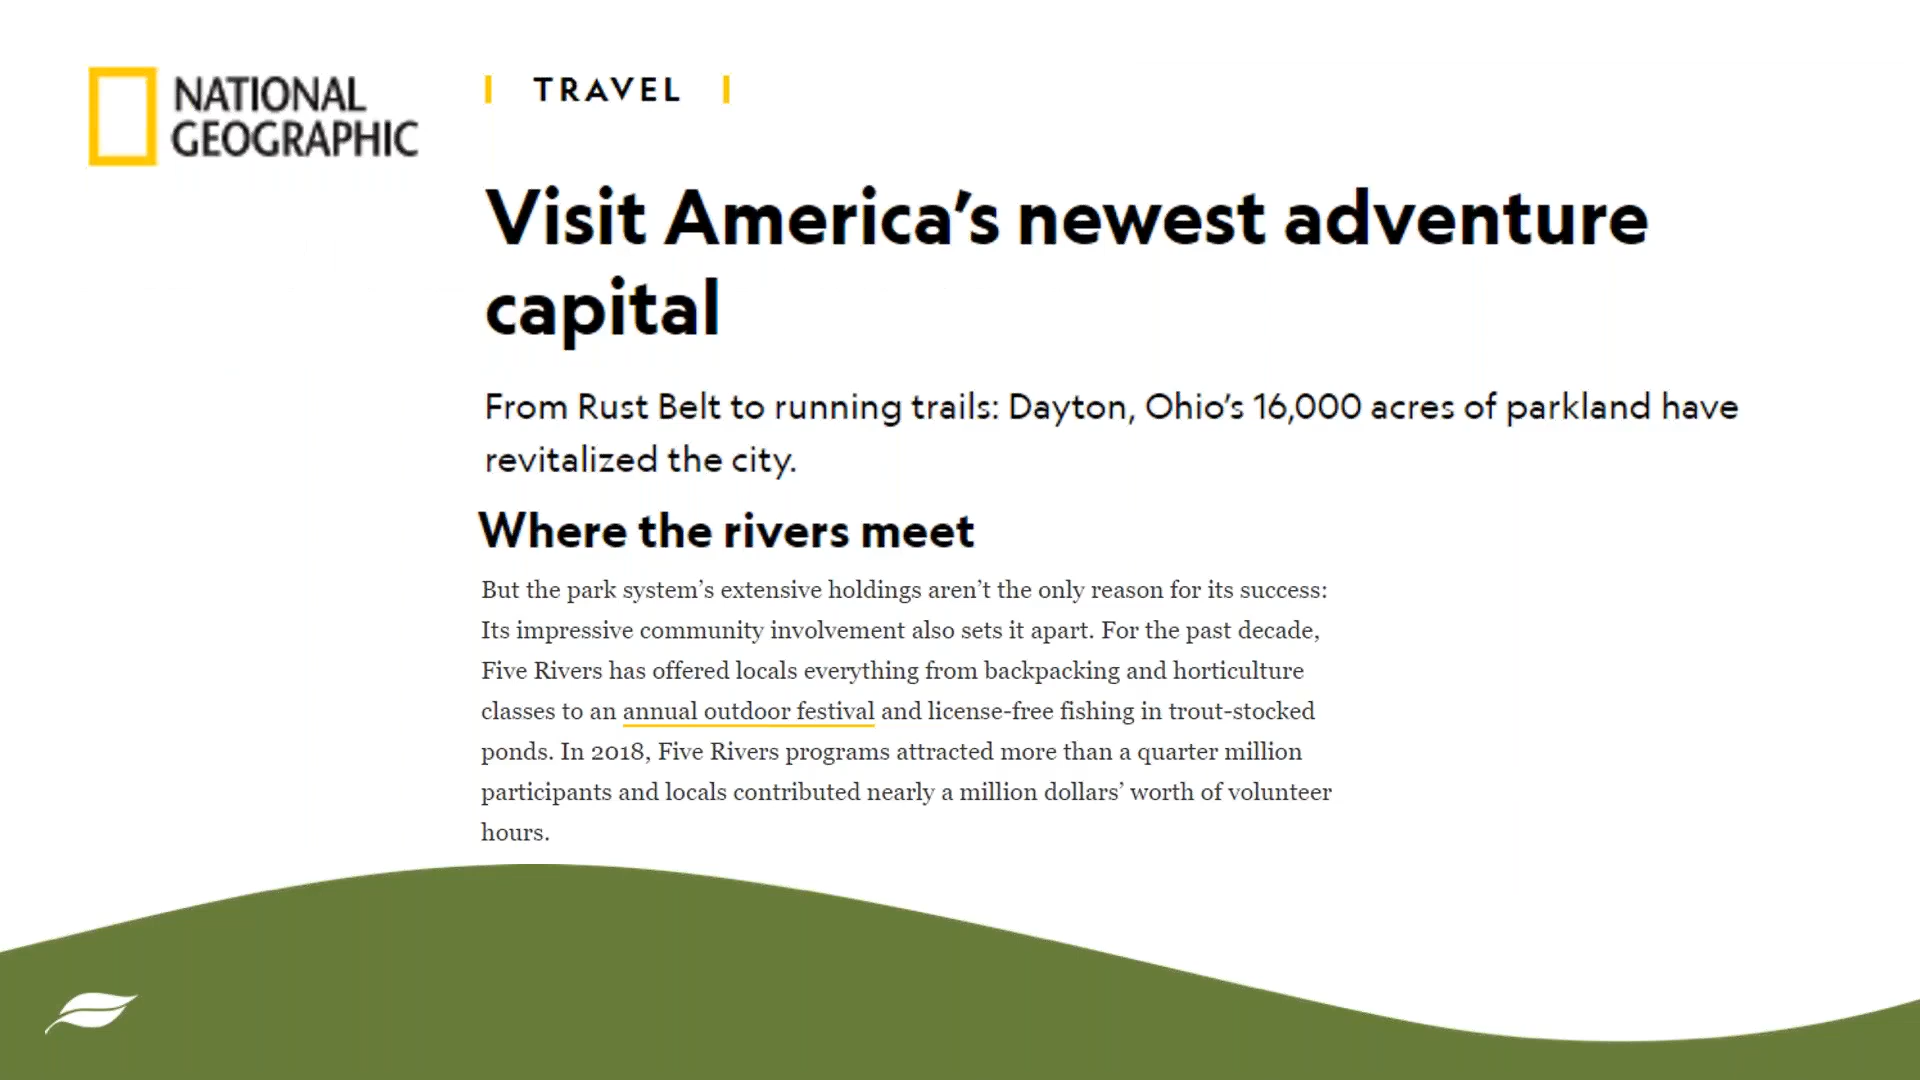 NATIONAL
GEOGRAPHIC
TRAVEL
Visit America’s newest adventure
capital
From Rust Belt to running trails: Dayton, Ohio’s 16,000 acres of parkland have
revitalized the city.
Where the rivers meet
But the park system’s extensive holdings aren’t the only reason for its success:
Its impressive community involvement also sets it apart. For the past decade,
Five Rivers has offered locals everything from backpacking and horticulture
classes to an annual outdoor festival and license-free fishing in trout-stocked
ponds. In 2018, Five Rivers programs attracted more than a quarter million
participants and locals contributed nearly a million dollars’ worth of volunteer
hours.